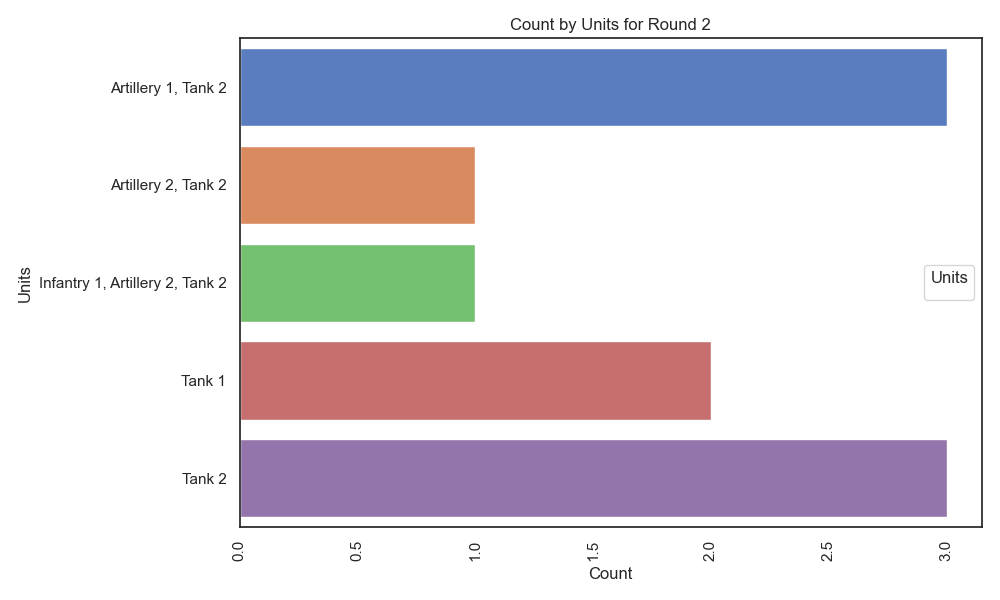 Count by Units for Round 2
Units
Artillery 1, Tank 2
Artillery 2, Tank 2
Infantry 1, Artillery 2, Tank 2
Tank 1
Tank 2
Units
0.0
0.5
1.0
1.5
2.0
2.5
3.0
Count